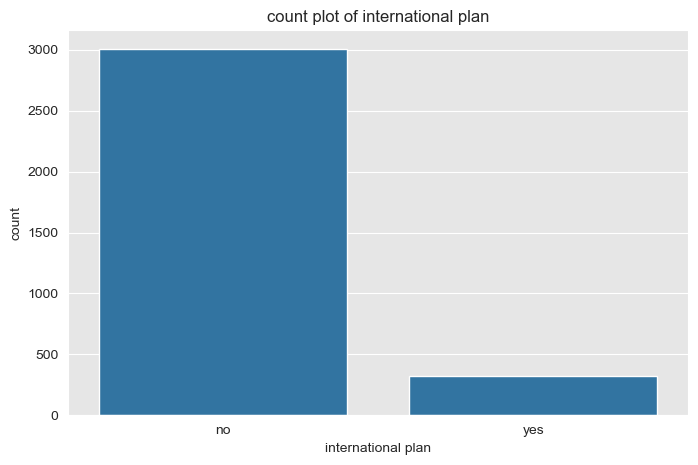 count plot of international plan
3000
2500
2000
1500
1000
500
0
count
no yes
international plan